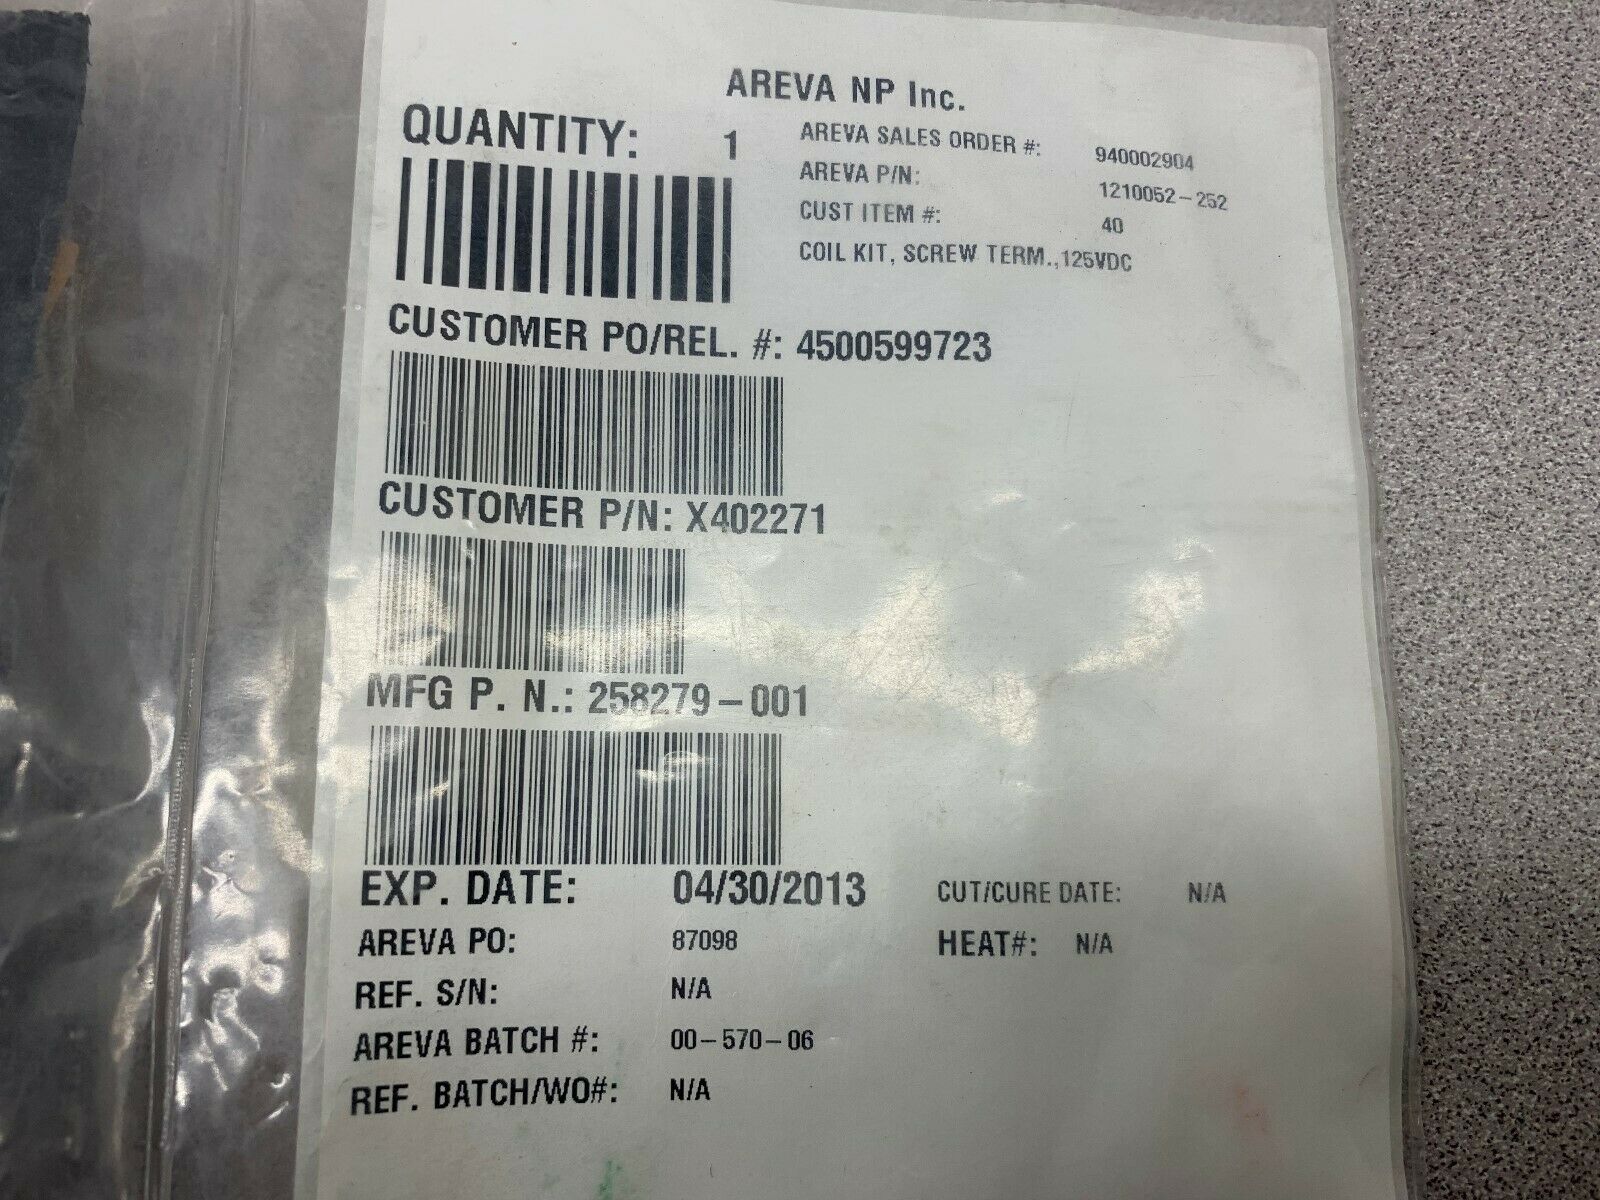 AREVA NP Inc.
QUANTITY: 1
AREVA SALES ORDER #: 940002904
AREVA P/N: 1210052-252
CUST ITEM #: 40
COIL KIT, SCREW TERM.,125VDC
CUSTOMER PO/REL. #: 4500599723
CUSTOMER P/N: X402271
MFG P. N.: 258279-001
EXP. DATE: 04/30/2013 CUT/CURE DATE: N/A
AREVA PO: 87098 HEAT#: N/A
REF. S/N: N/A
AREVA BATCH #: 00-570-06
REF. BATCH/WO#: N/A